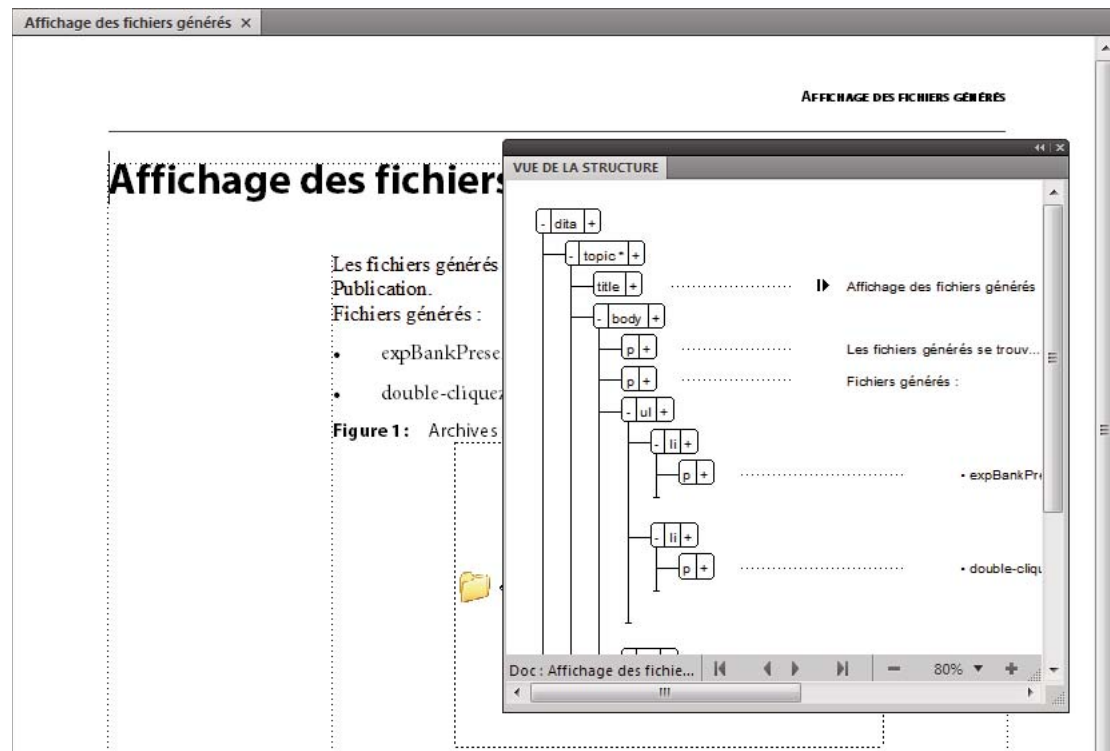 Affichage des fichiers générés ×
AFFICHAGE DES FICHIERS GÉNÉRÉS
Affichage des fichiers
Les fichiers générés
Publication.
Fichiers générés :
• expBankPrese
• double-cliquez
Figure 1 : Archives
VUE DE LA STRUCTURE
- dita +
- topic * +
title + Affichage des fichiers générés
- body +
p + Les fichiers générés se trouv...
p + Fichiers générés :
- ul +
- li +
p + • expBankPre
- li +
p + • double-cliqu
Doc : Affichage des fichie... 80%